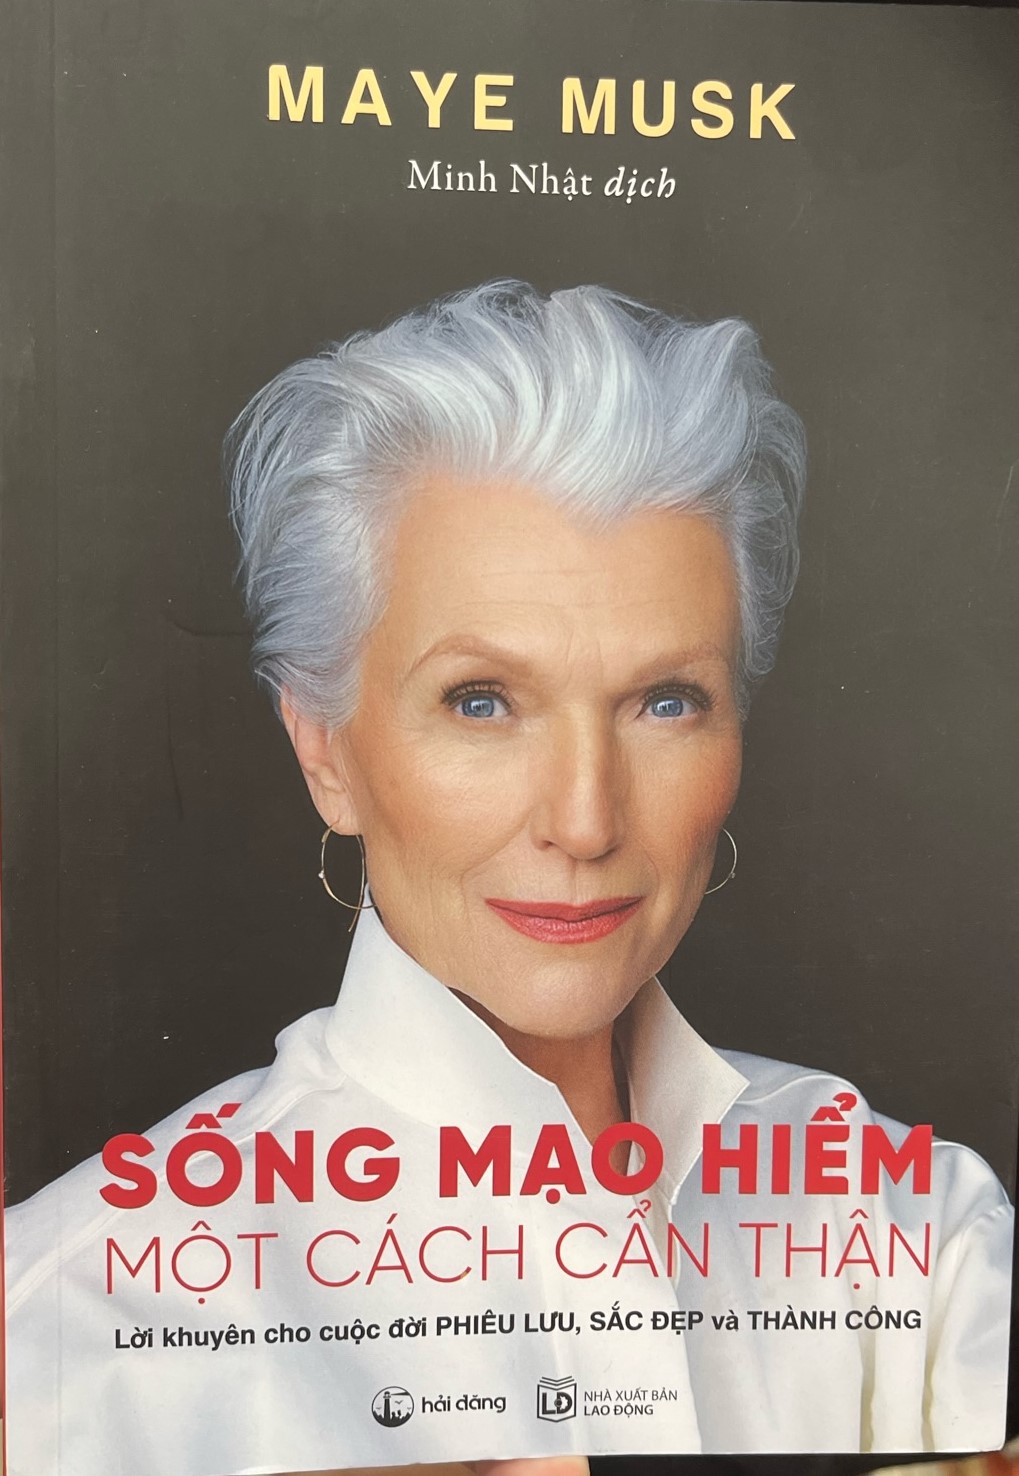 MAYE MUSK
Minh Nhật dịch
SỐNG MẠO HIỂM
MỘT CÁCH CẨN THẬN
Lời khuyên cho cuộc đời PHIÊU LƯU, SẮC ĐẸP và THÀNH CÔNG
hải đăng
LĐ
NHÀ XUẤT BẢN
LAO ĐỘNG